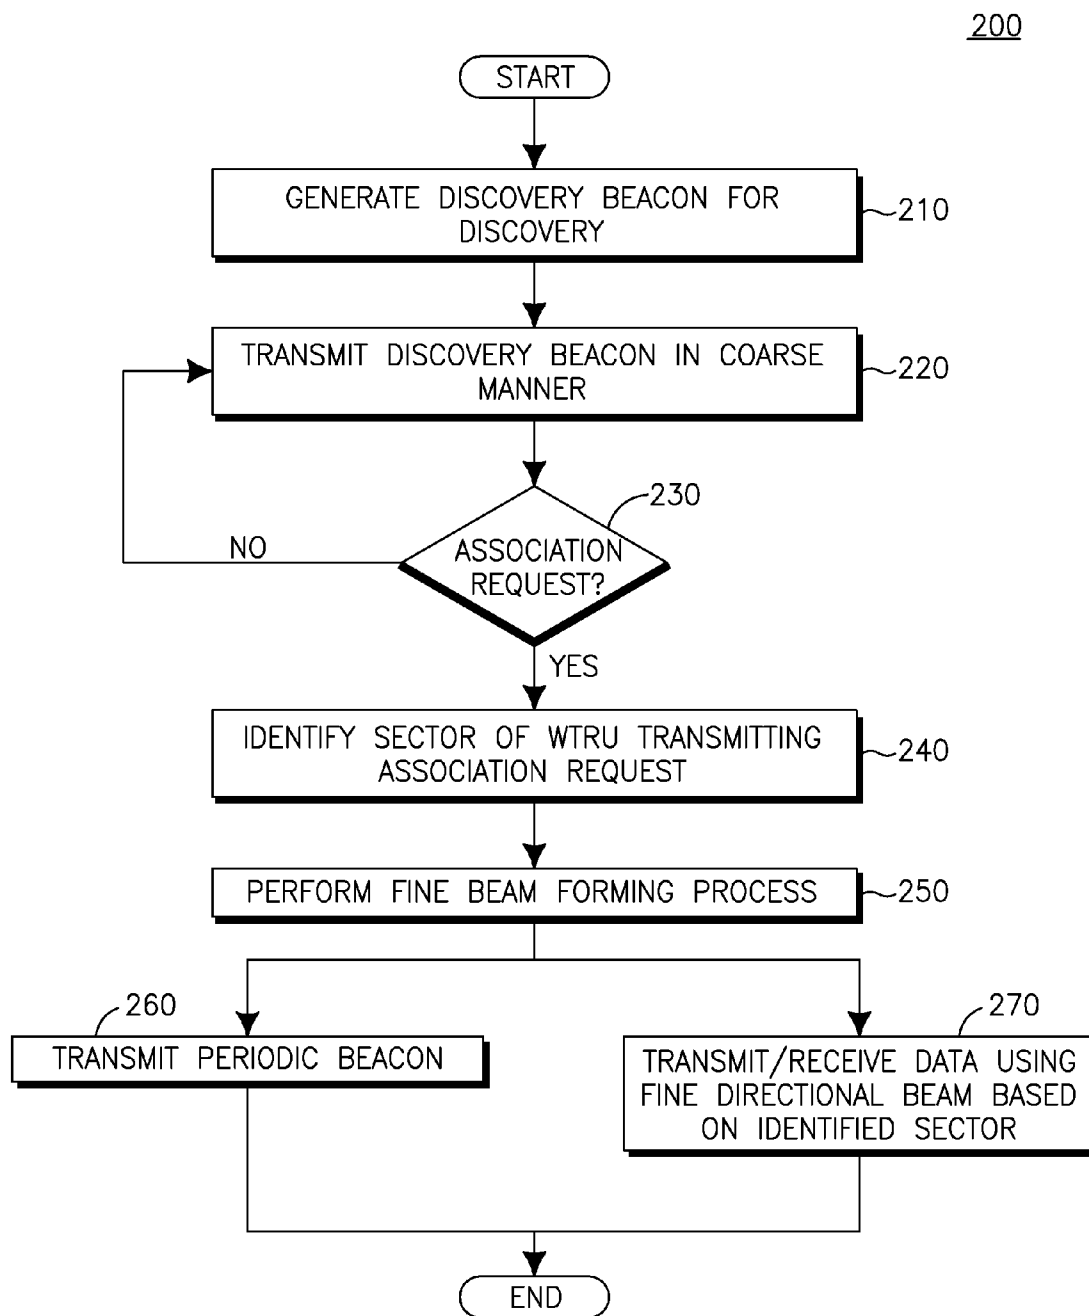 200
START
GENERATE DISCOVERY BEACON FOR
DISCOVERY
210
TRANSMIT DISCOVERY BEACON IN COARSE
MANNER
220
230
ASSOCIATION
REQUEST?
NO
YES
IDENTIFY SECTOR OF WTRU TRANSMITTING
ASSOCIATION REQUEST
240
PERFORM FINE BEAM FORMING PROCESS
250
260
TRANSMIT PERIODIC BEACON
270
TRANSMIT/RECEIVE DATA USING
FINE DIRECTIONAL BEAM BASED
ON IDENTIFIED SECTOR
END